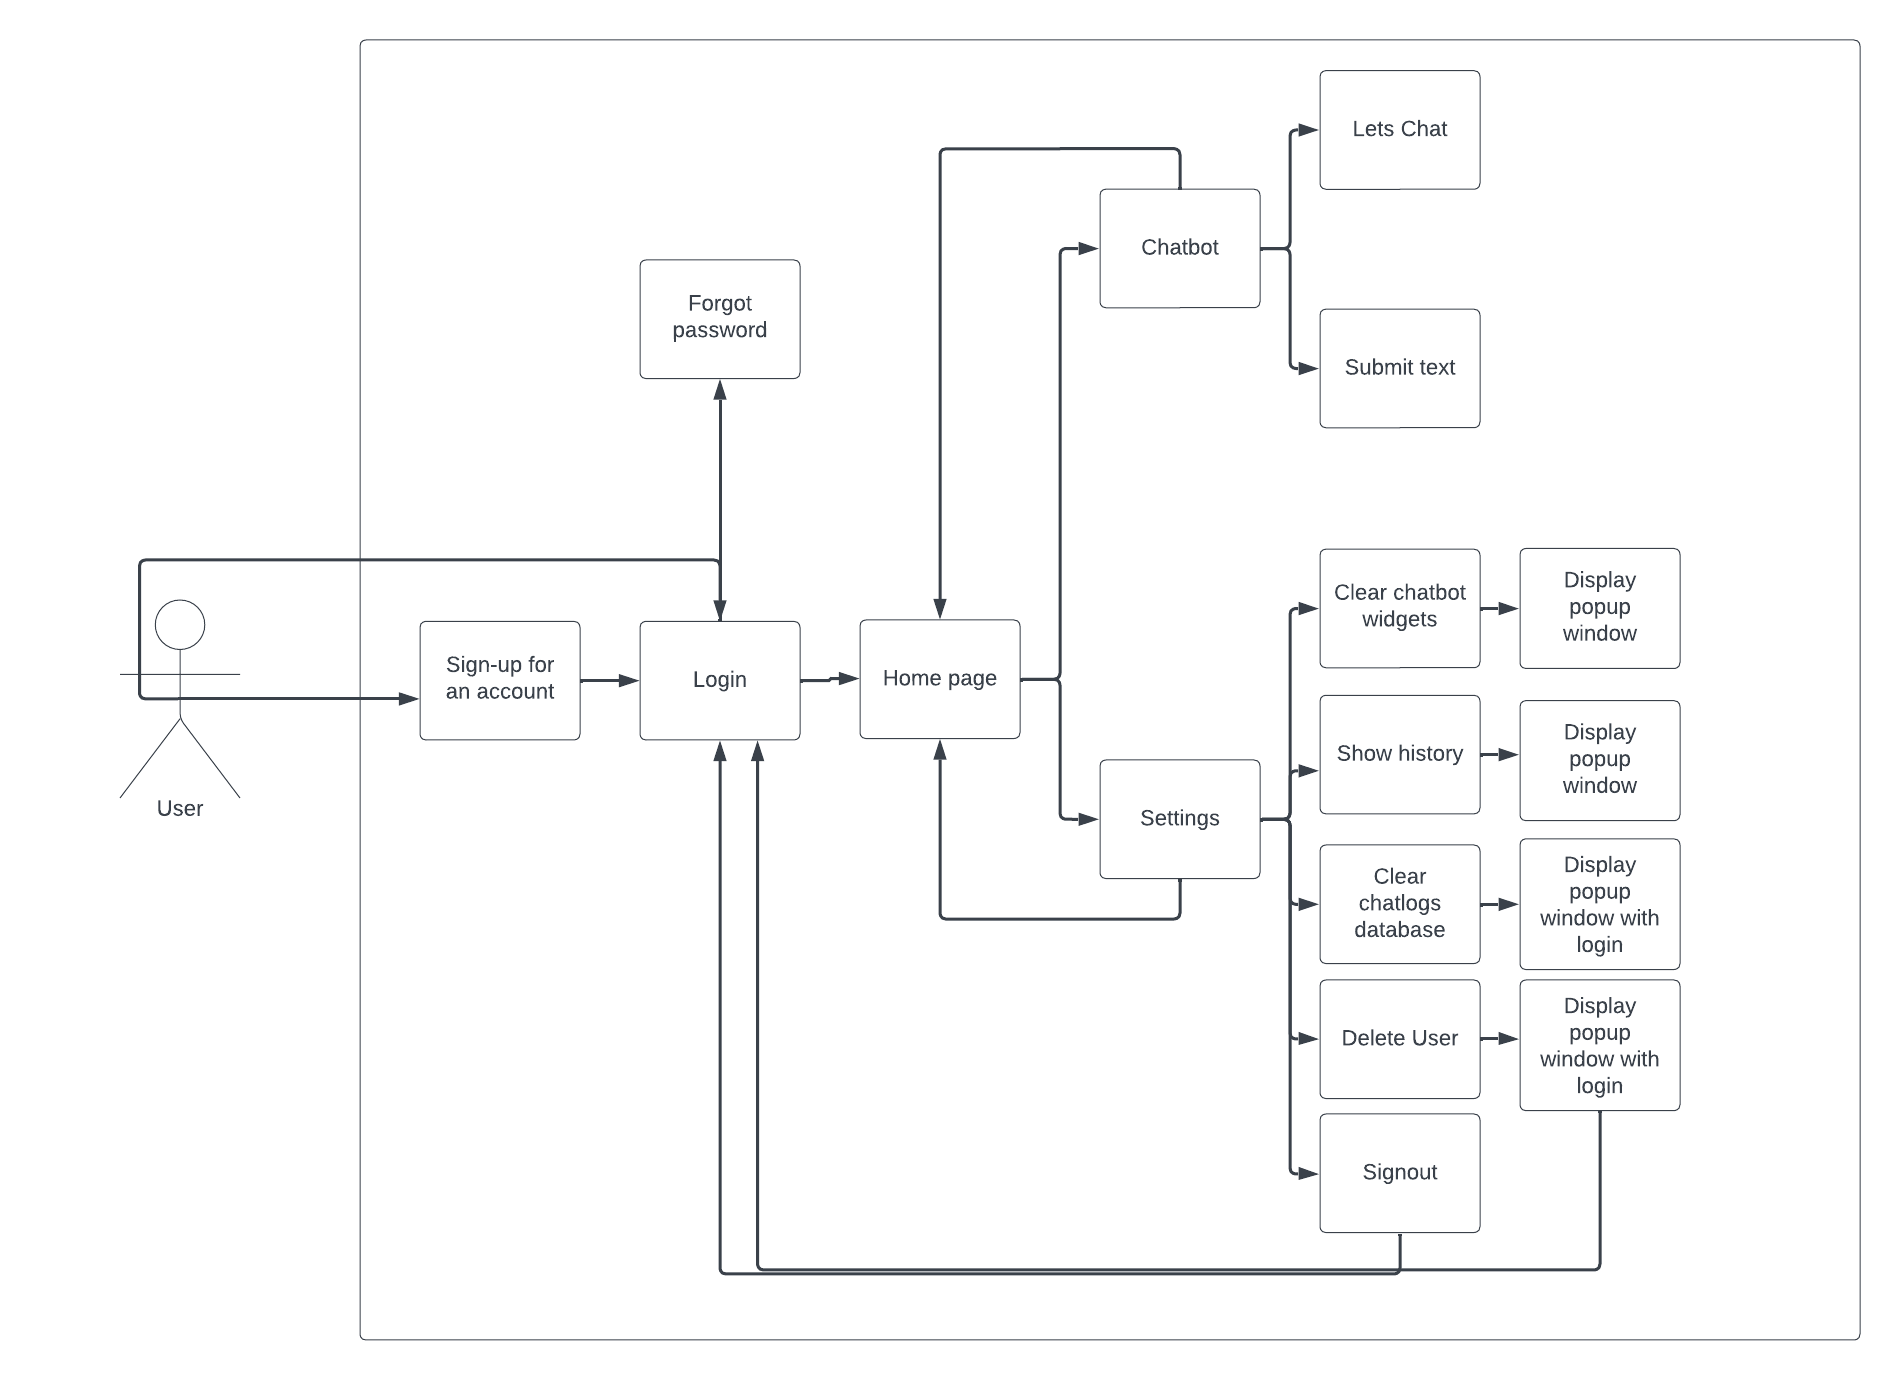 Lets Chat
Chatbot
Forgot
password
Submit text
Clear chatbot
widgets
Display
popup
window
Sign-up for
an account
Login
Home page
Show history
Display
popup
window
User
Settings
Clear
chatlogs
database
Display
popup
window with
login
Delete User
Display
popup
window with
login
Signout